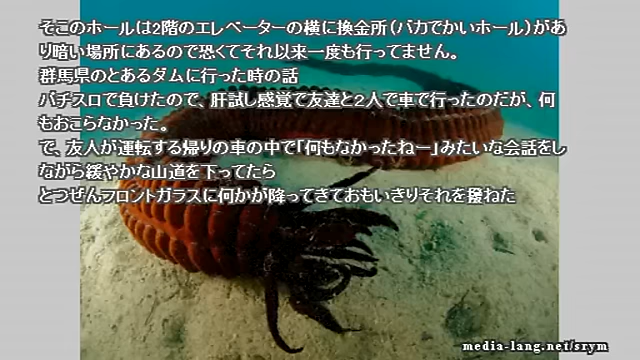 そこのホールは2階のエレベーターの横に換金所(バカでかいホール)があ
り暗い場所にあるので恐くてそれ以来一度も行ってません。
群馬県のとあるダムに行った時の話
パチスロで負けたので、肝試し感覚で友達と2人で車で行ったのだが、何
もおこらなかった。
で、友人が運転する帰りの車の中で「何もなかったねー」みたいな会話をし
ながら緩やかな山道を下ってたら
とつぜんフロントガラスに何かが降ってきておもいきりそれを撥ねた
media-lang.net/srym